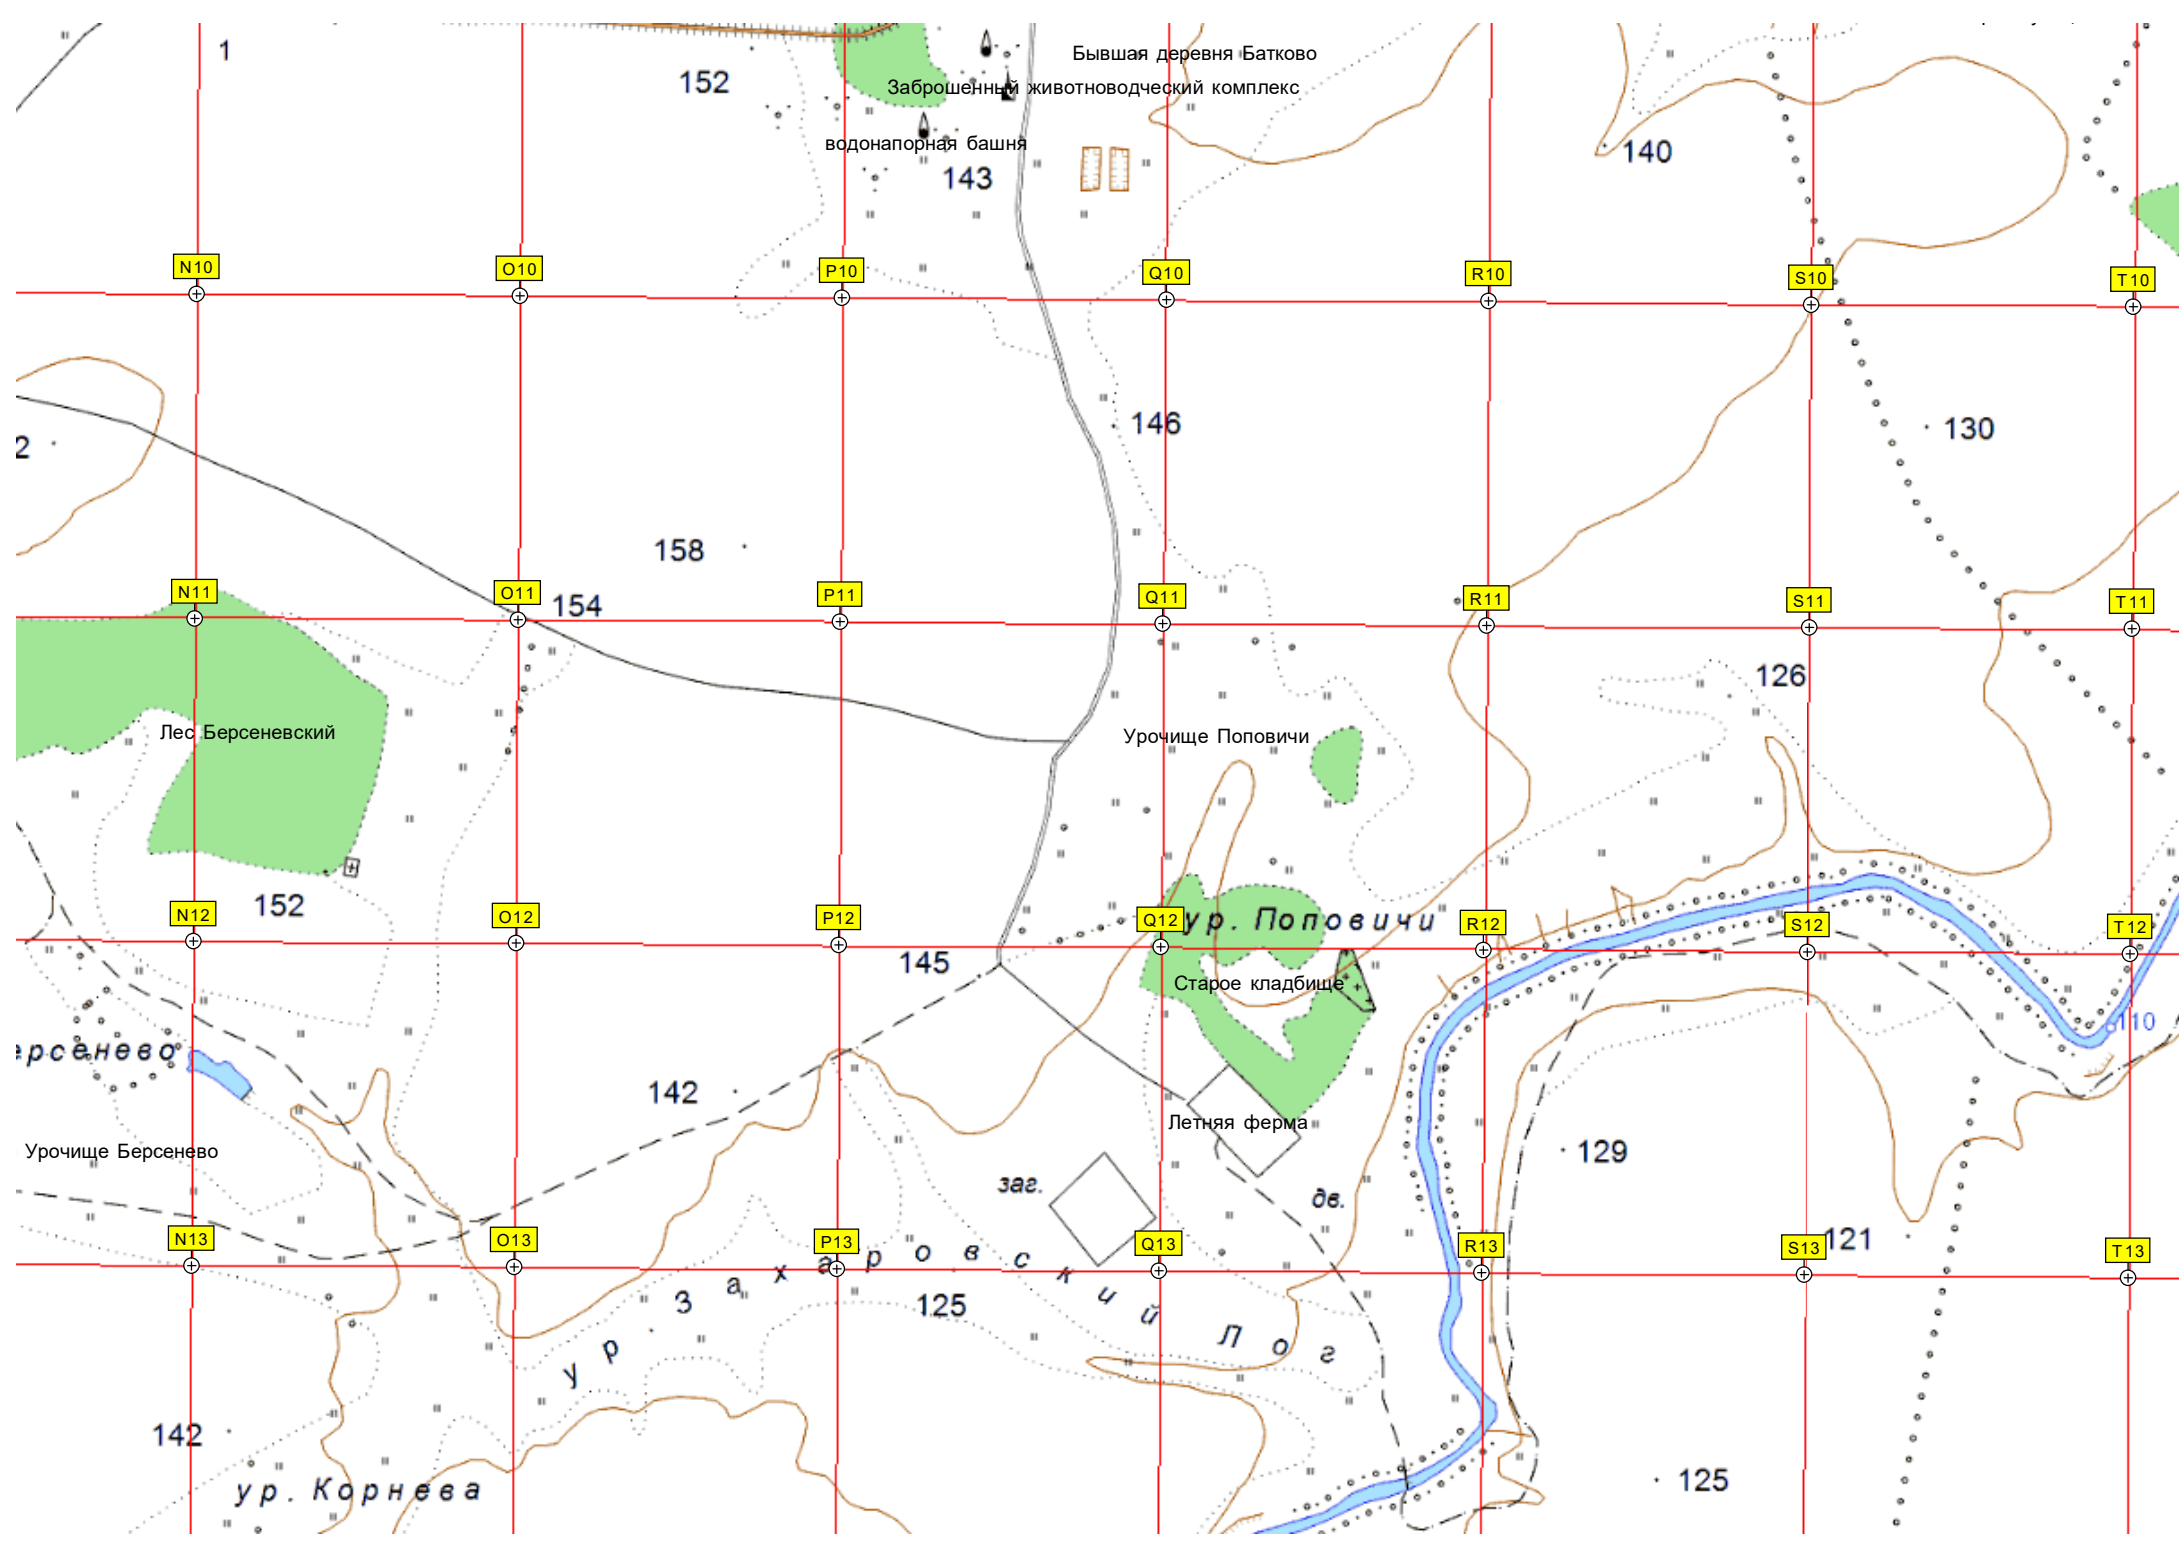 1
Бывшая деревня Батково
152
Заброшенный животноводческий комплекс
водонапорная башня
140
143
N10
O10
P10
Q10
R10
S10
T10
146
130
2
158
N11
O11
154
P11
Q11
R11
S11
T11
126
Лес Берсеневский
Урочище Поповичи
152
N12
O12
P12
Q12
ур. Поповичи
R12
S12
T12
145
Старое кладбище
110
ерсенево
142
Летняя ферма
Урочище Берсенево
129
заг.
дв.
N13
O13
P13
Q13
R13
S13
121
T13
ур. Захаровский Лог
125
142
ур. Корнева
125